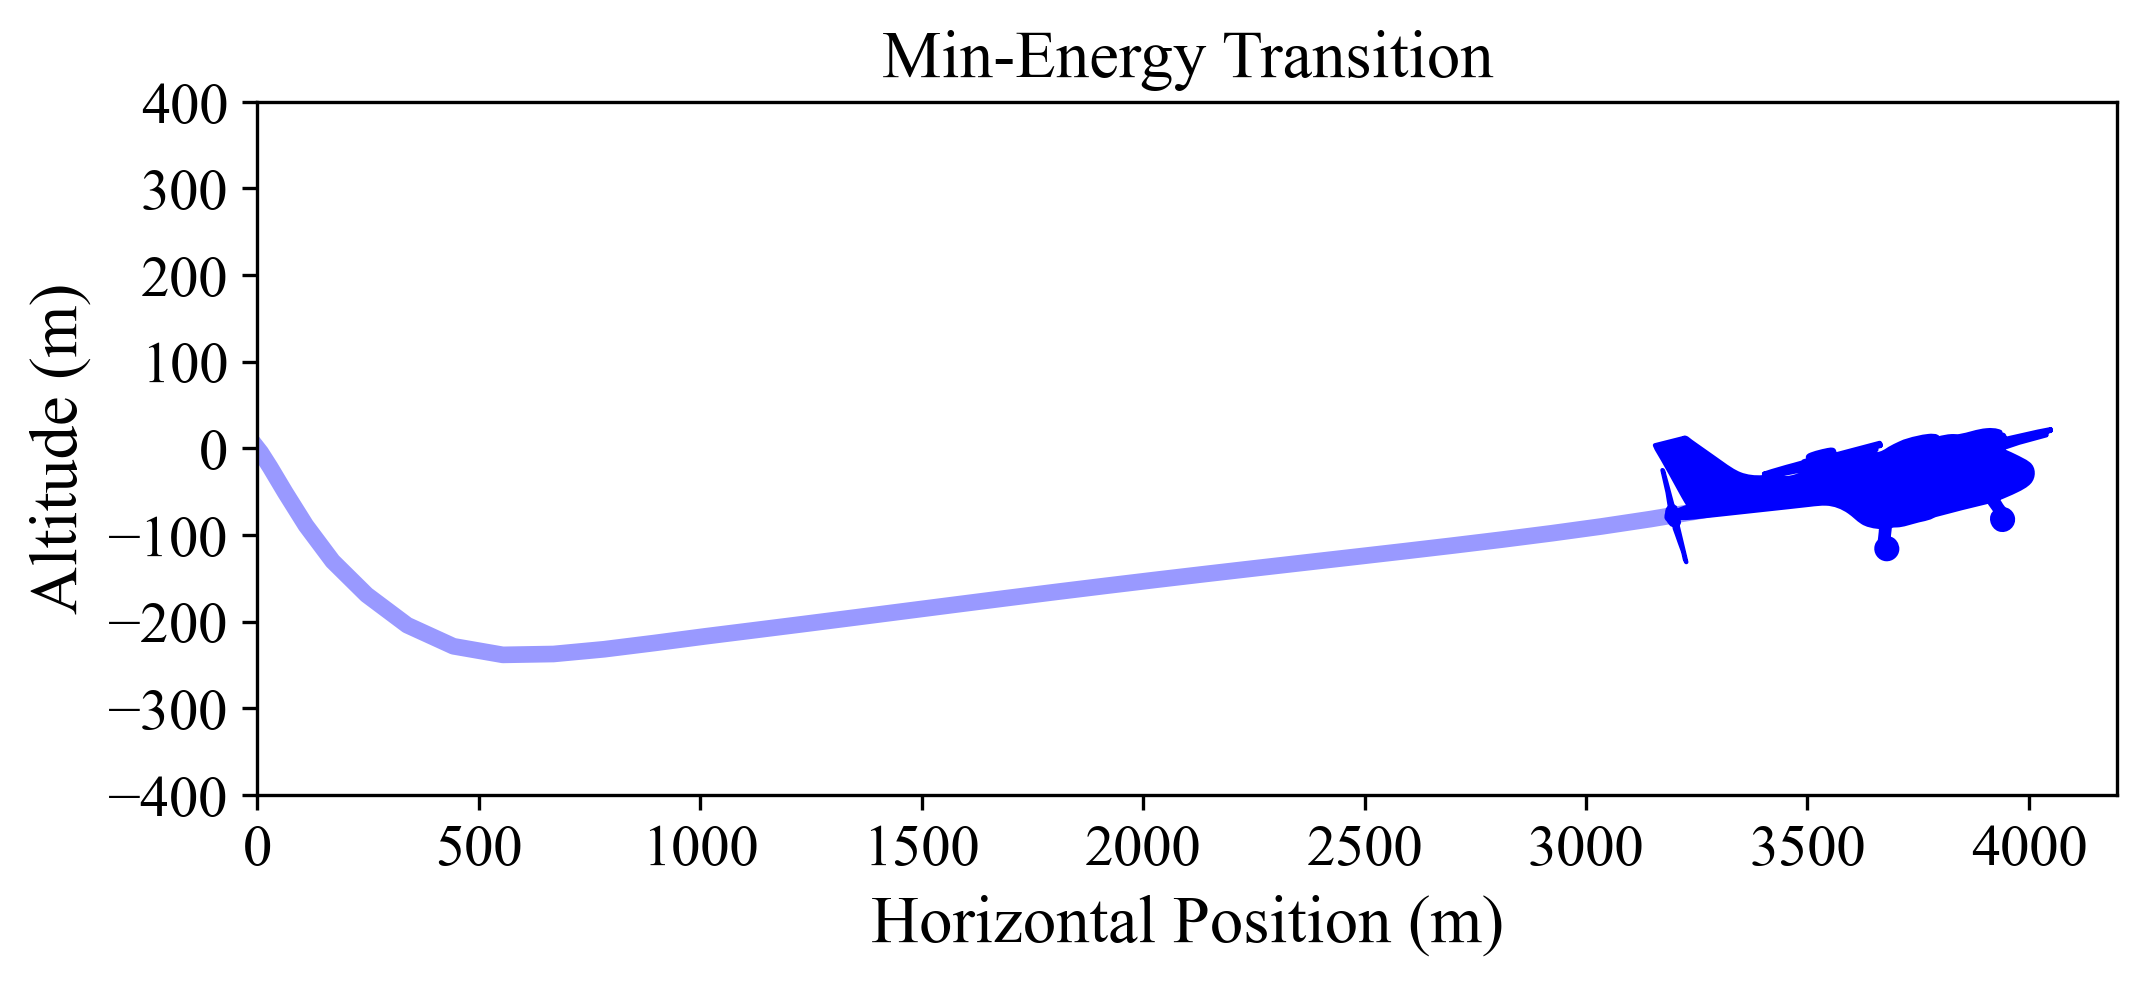 Min-Energy Transition
400
300
200
100
0
−100
−200
−300
−400
Altitude (m)
0 500 1000 1500 2000 2500 3000 3500 4000
Horizontal Position (m)